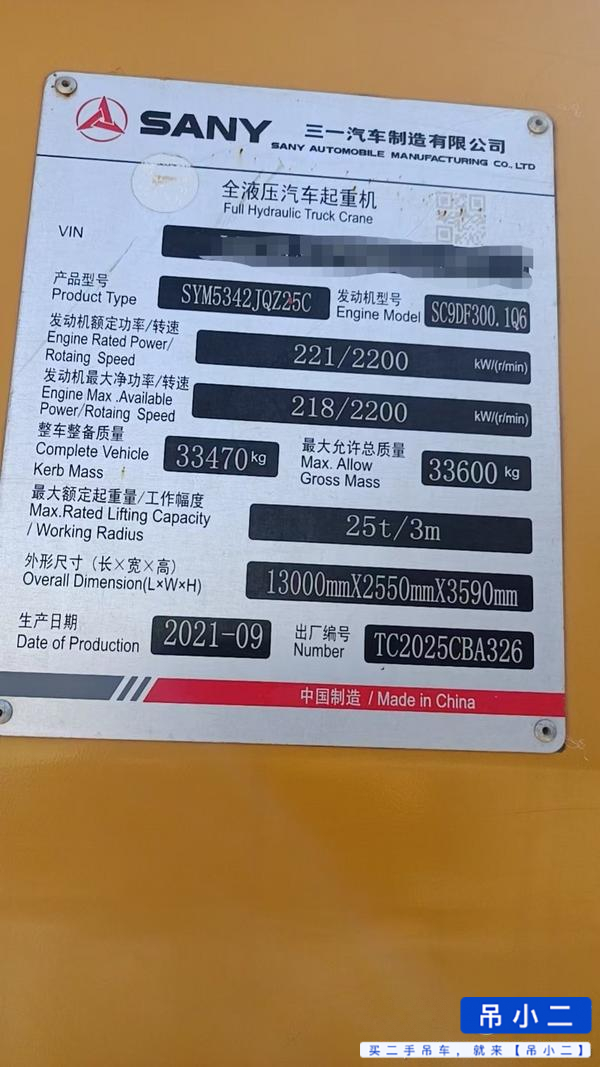 SANY 三一汽车制造有限公司
SANY AUTOMOBILE MANUFACTURING CO., LTD
全液压汽车起重机
Full Hydraulic Truck Crane
VIN
产品型号 SYM5342JQZ25C 发动机型号 SC9DF300.1Q6
Product Type Engine Model
发动机额定功率/转速
Engine Rated Power/ 221/2200 kW/(r/min)
Rotaing Speed
发动机最大净功率/转速
Engine Max .Available 218/2200 kW/(r/min)
Power/Rotaing Speed
整车整备质量 最大允许总质量
Complete Vehicle 33470 kg Max. Allow 33600 kg
Kerb Mass Gross Mass
最大额定起重量/工作幅度
Max.Rated Lifting Capacity 25t/3m
/ Working Radius
外形尺寸（长×宽×高）
Overall Dimension(L×W×H) 13000mmX2550mmX3590mm
生产日期 2021-09 出厂编号 TC2025CBA326
Date of Production Number
中国制造 / Made in China
吊小二
买二手吊车，就来【吊小二】